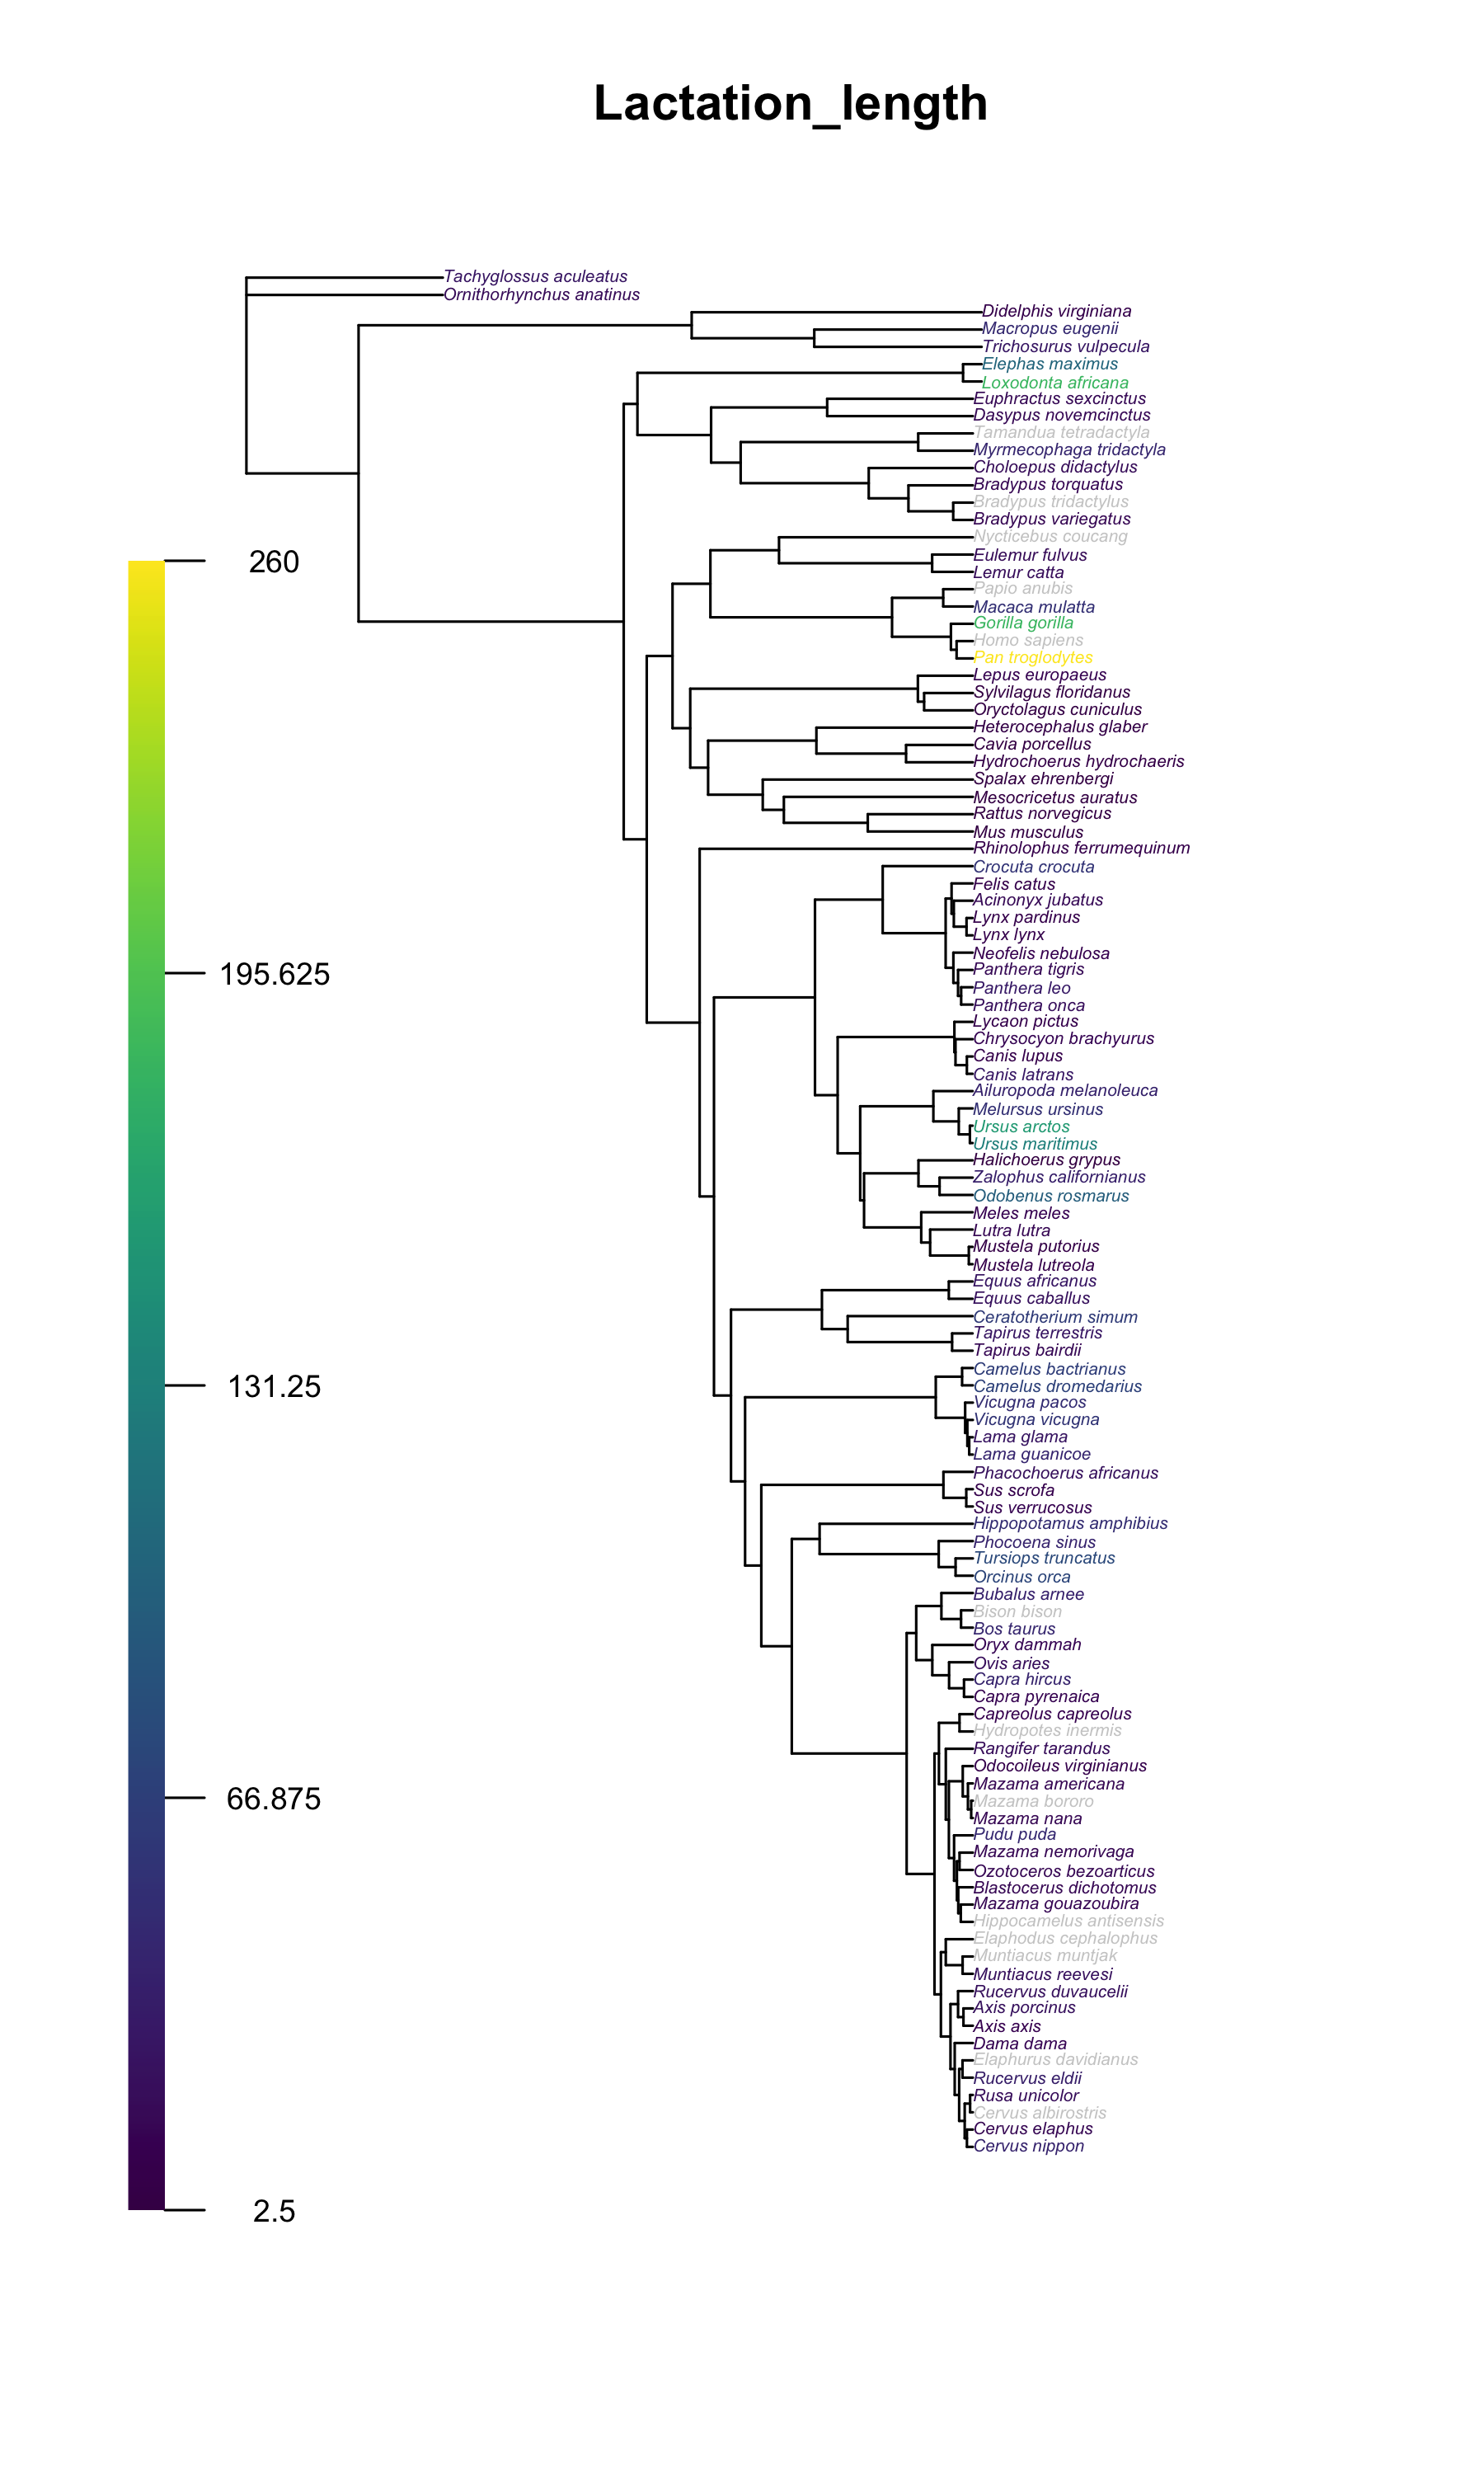 Lactation_length
Tachyglossus aculeatus
Ornithorhynchus anatinus
Didelphis virginiana
Macropus eugenii
Trichosurus vulpecula
Elephas maximus
Loxodonta africana
Euphractus sexcinctus
Dasypus novemcinctus
Tamandua tetradactyla
Myrmecophaga tridactyla
Choloepus didactylus
Bradypus torquatus
Bradypus tridactylus
Bradypus variegatus
Nycticebus coucang
Eulemur fulvus
Lemur catta
Papio anubis
Macaca mulatta
Gorilla gorilla
Homo sapiens
Pan troglodytes
Lepus europaeus
Sylvilagus floridanus
Oryctolagus cuniculus
Heterocephalus glaber
Cavia porcellus
Hydrochoerus hydrochaeris
Spalax ehrenbergi
Mesocricetus auratus
Rattus norvegicus
Mus musculus
Rhinolophus ferrumequinum
Crocuta crocuta
Felis catus
Acinonyx jubatus
Lynx pardinus
Lynx lynx
Neofelis nebulosa
Panthera tigris
Panthera leo
Panthera onca
Lycaon pictus
Chrysocyon brachyurus
Canis lupus
Canis latrans
Ailuropoda melanoleuca
Melursus ursinus
Ursus arctos
Ursus maritimus
Halichoerus grypus
Zalophus californianus
Odobenus rosmarus
Meles meles
Lutra lutra
Mustela putorius
Mustela lutreola
Equus africanus
Equus caballus
Ceratotherium simum
Tapirus terrestris
Tapirus bairdii
Camelus bactrianus
Camelus dromedarius
Vicugna pacos
Vicugna vicugna
Lama glama
Lama guanicoe
Phacochoerus africanus
Sus scrofa
Sus verrucosus
Hippopotamus amphibius
Phocoena sinus
Tursiops truncatus
Orcinus orca
Bubalus arnee
Bison bison
Bos taurus
Oryx dammah
Ovis aries
Capra hircus
Capra pyrenaica
Capreolus capreolus
Hydropotes inermis
Rangifer tarandus
Odocoileus virginianus
Mazama americana
Mazama bororo
Mazama nana
Pudu puda
Mazama nemorivaga
Ozotoceros bezoarticus
Blastocerus dichotomus
Mazama gouazoubira
Hippocamelus antisensis
Elaphodus cephalophus
Muntiacus muntjak
Muntiacus reevesi
Rucervus duvaucelii
Axis porcinus
Axis axis
Dama dama
Elaphurus davidianus
Rucervus eldii
Rusa unicolor
Cervus albirostris
Cervus elaphus
Cervus nippon
260
195.625
131.25
66.875
2.5